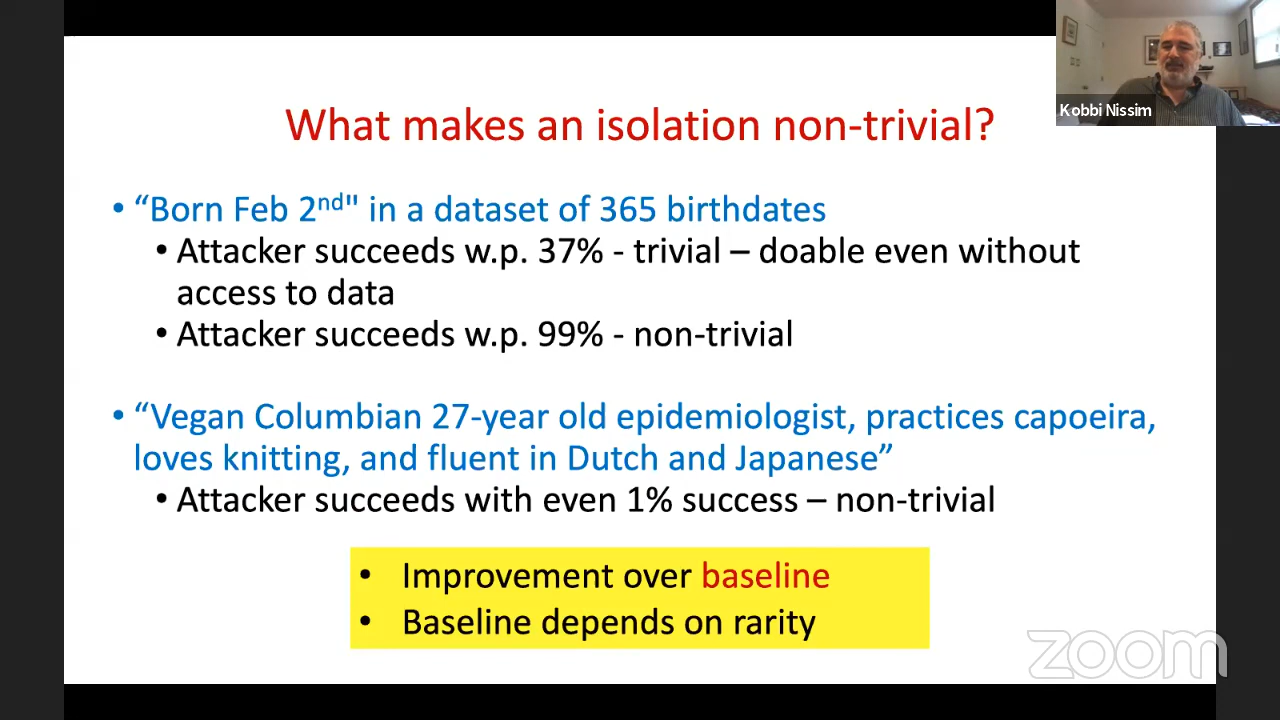 Kobbi Nissim
What makes an isolation non-trivial?
• “Born Feb 2nd" in a dataset of 365 birthdates
• Attacker succeeds w.p. 37% - trivial – doable even without
access to data
• Attacker succeeds w.p. 99% - non-trivial
• “Vegan Columbian 27-year old epidemiologist, practices capoeira,
loves knitting, and fluent in Dutch and Japanese”
• Attacker succeeds with even 1% success – non-trivial
• Improvement over baseline
• Baseline depends on rarity
zoom